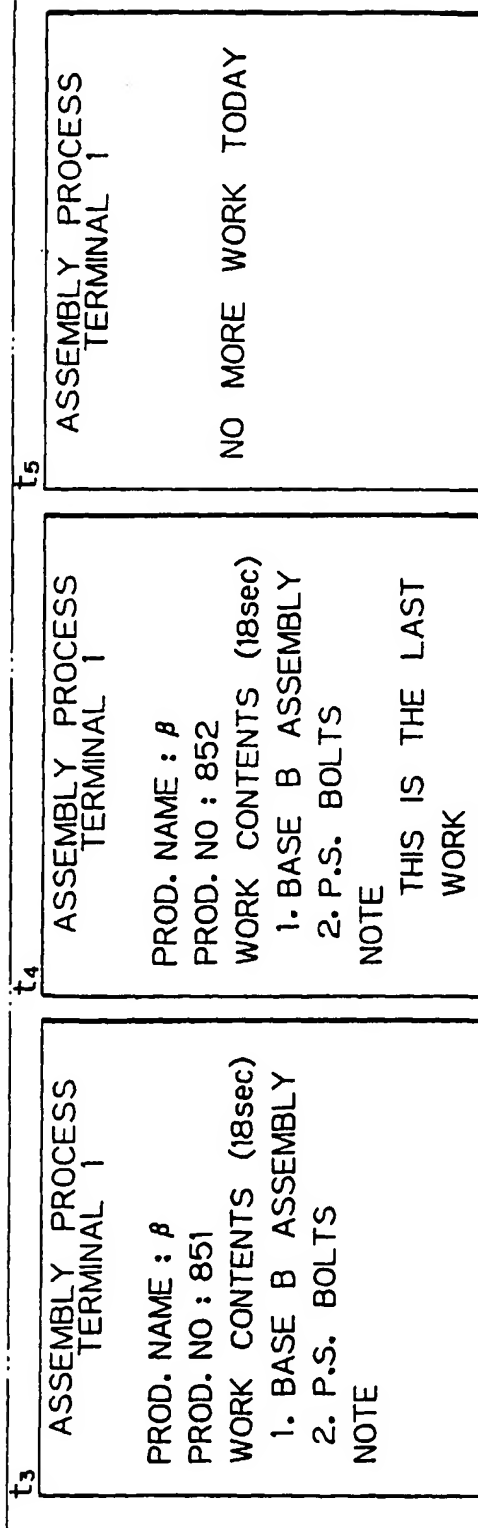 t3
ASSEMBLY PROCESS
TERMINAL 1
PROD. NAME : β
PROD. NO : 851
WORK CONTENTS (18sec)
1. BASE B ASSEMBLY
2. P.S. BOLTS
NOTE
t4
ASSEMBLY PROCESS
TERMINAL 1
PROD. NAME : β
PROD. NO : 852
WORK CONTENTS (18sec)
1. BASE B ASSEMBLY
2. P.S. BOLTS
NOTE
THIS IS THE LAST
WORK
t5
ASSEMBLY PROCESS
TERMINAL 1
NO MORE WORK TODAY